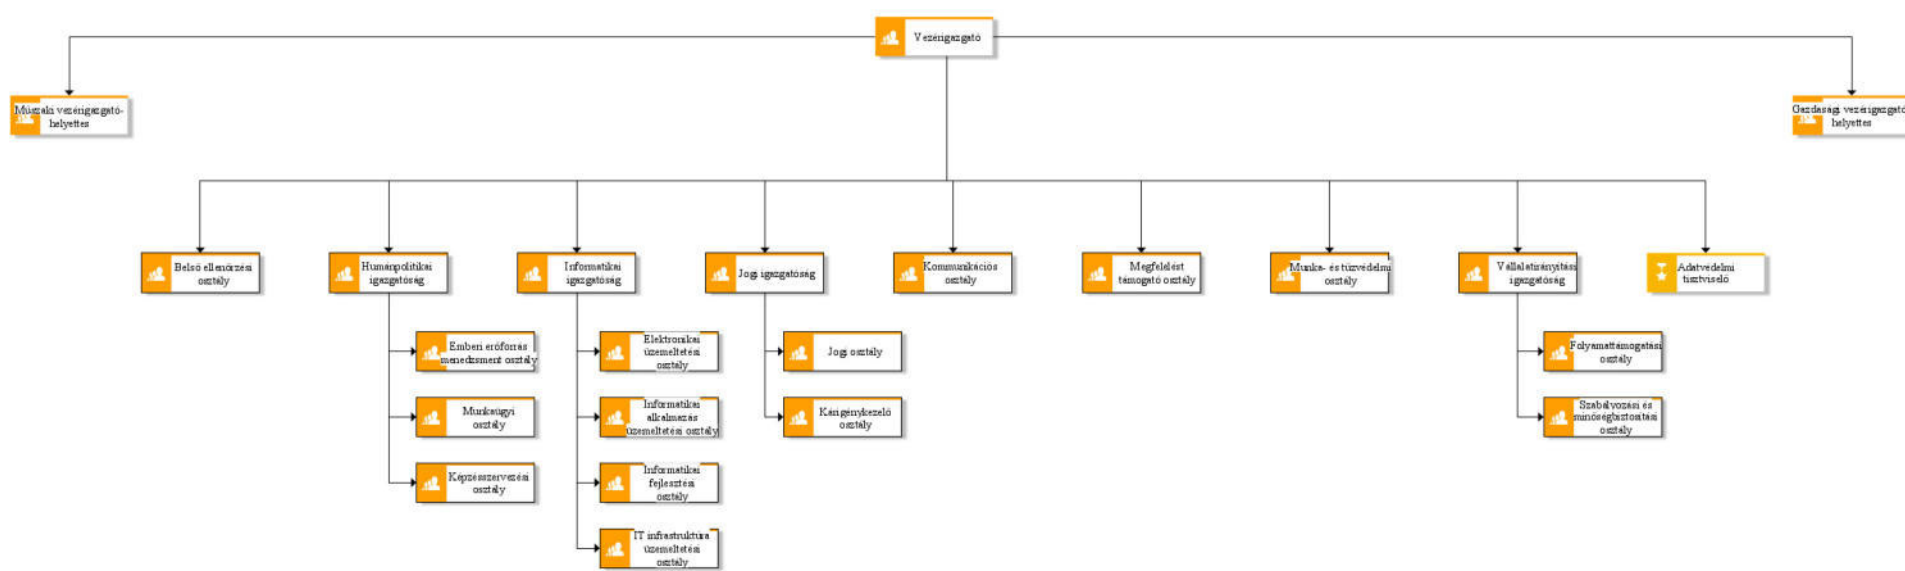 Vezérigazgató
Műszaki vezérigazgató-
helyettes
Gazdasági vezérigazgató
helyettes
Belső ellenőrzési
osztály
Humánpolitikai
igazgatóság
Informatikai
igazgatóság
Jogi igazgatóság
Kommunikációs
osztály
Megfelelést
támogató osztály
Munka- és tűzvédelmi
osztály
Vállalatirányítási
igazgatóság
Adatvédelmi
tisztviselő
Emberi erőforrás
menedzsment osztály
Munkaügyi
osztály
Képzésszervezési
osztály
Elektronikai
üzemeltetési
osztály
Informatikai
alkalmazás
üzemeltetési osztály
Informatikai
fejlesztési
osztály
IT infrastruktúra
üzemeltetési
osztály
Jogi osztály
Kárigénykezelő
osztály
Folyamattámogatási
osztály
Szabályozási és
minőségbiztosítási
osztály